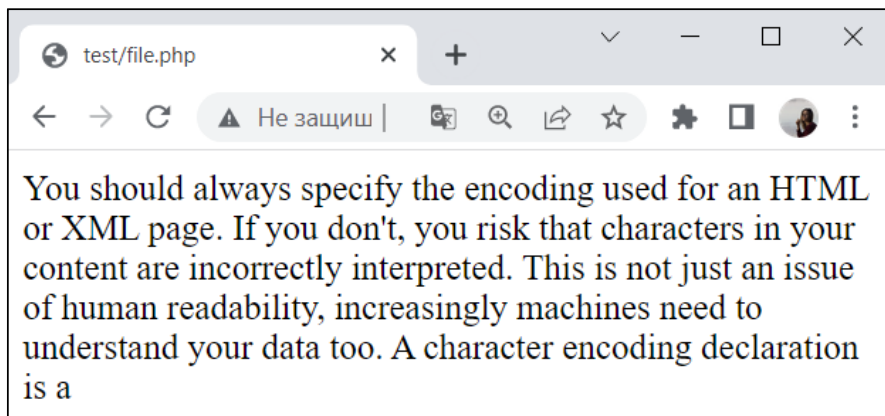 test/file.php
Не защищ
You should always specify the encoding used for an HTML
or XML page. If you don't, you risk that characters in your
content are incorrectly interpreted. This is not just an issue
of human readability, increasingly machines need to
understand your data too. A character encoding declaration
is a